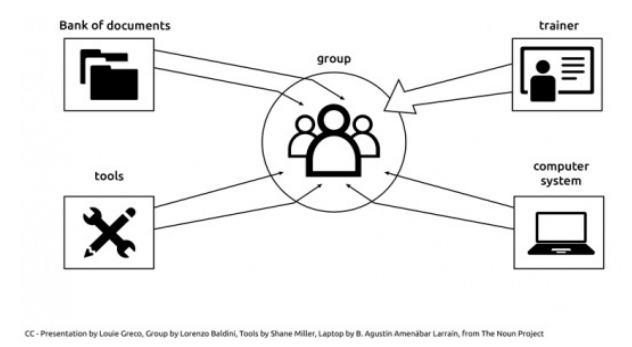 Bank of documents
trainer
group
tools
computer
system
CC - Presentation by Louie Greco, Group by Lorenzo Baldini, Tools by Shane Miller, Laptop by B. Agustin Amenábar Larraín, from The Noun Project